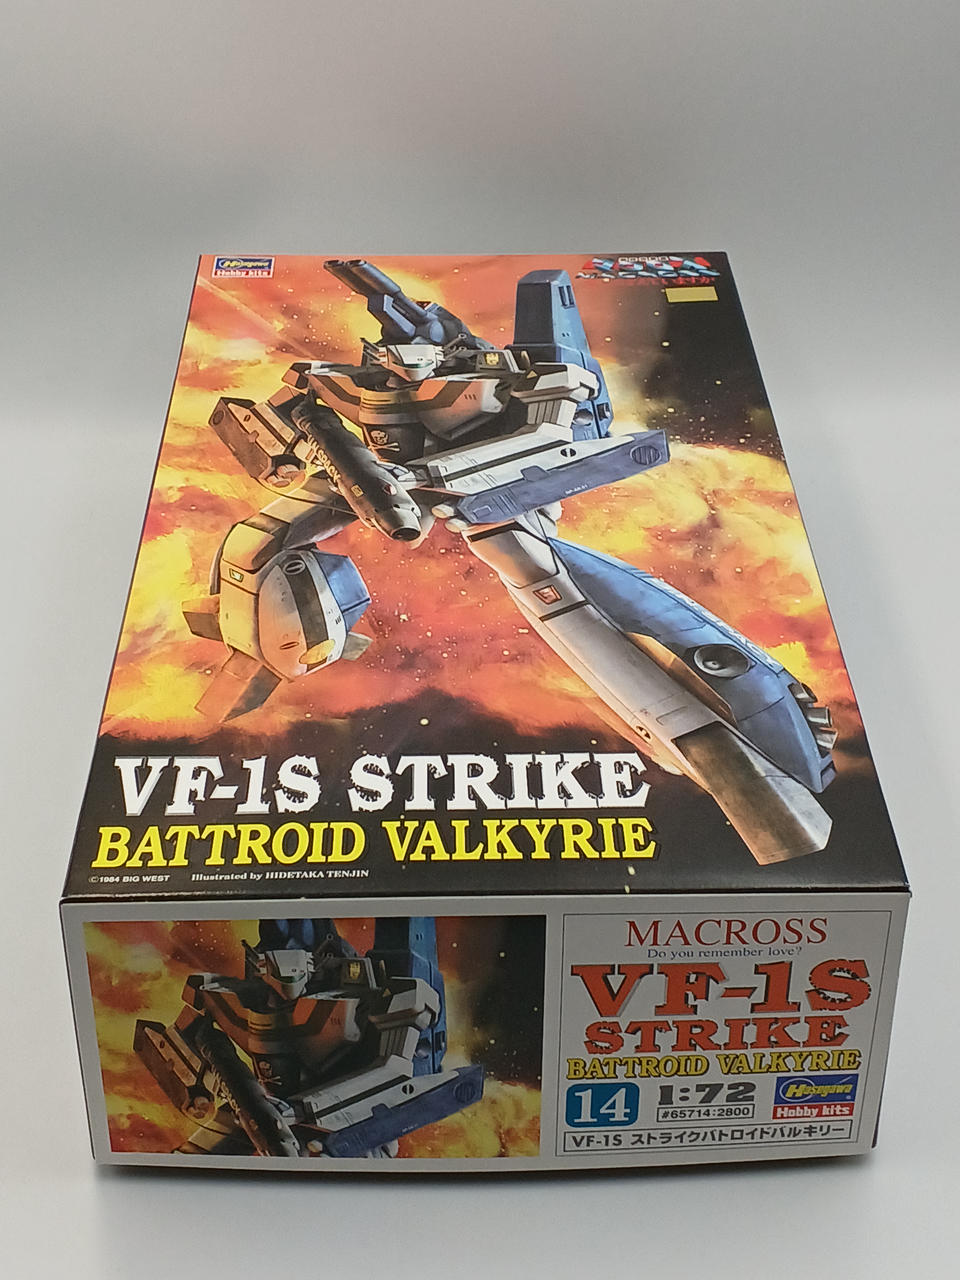 Hasegawa
Hobby kits
VF-1S STRIKE
BATTROID VALKYRIE
©1984 BIG WEST Illustrated by HIDETAKA TENJIN
MACROSS
Do you remember love?
VF-1S
STRIKE
BATTROID VALKYRIE
14
1:72
#65714:2800
Hasegawa
Hobby kits
VF-1S ストライクバトロイドバルキリー